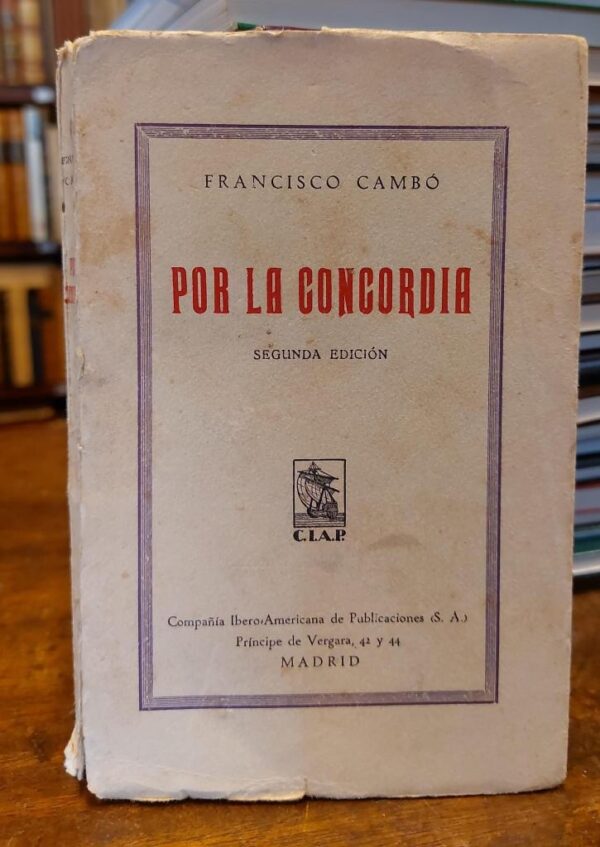 FRANCISCO CAMBÓ
POR LA CONCORDIA
SEGUNDA EDICIÓN
C.I.A.P.
Compañía Ibero-Americana de Publicaciones (S. A.)
Príncipe de Vergara, 42 y 44
MADRID